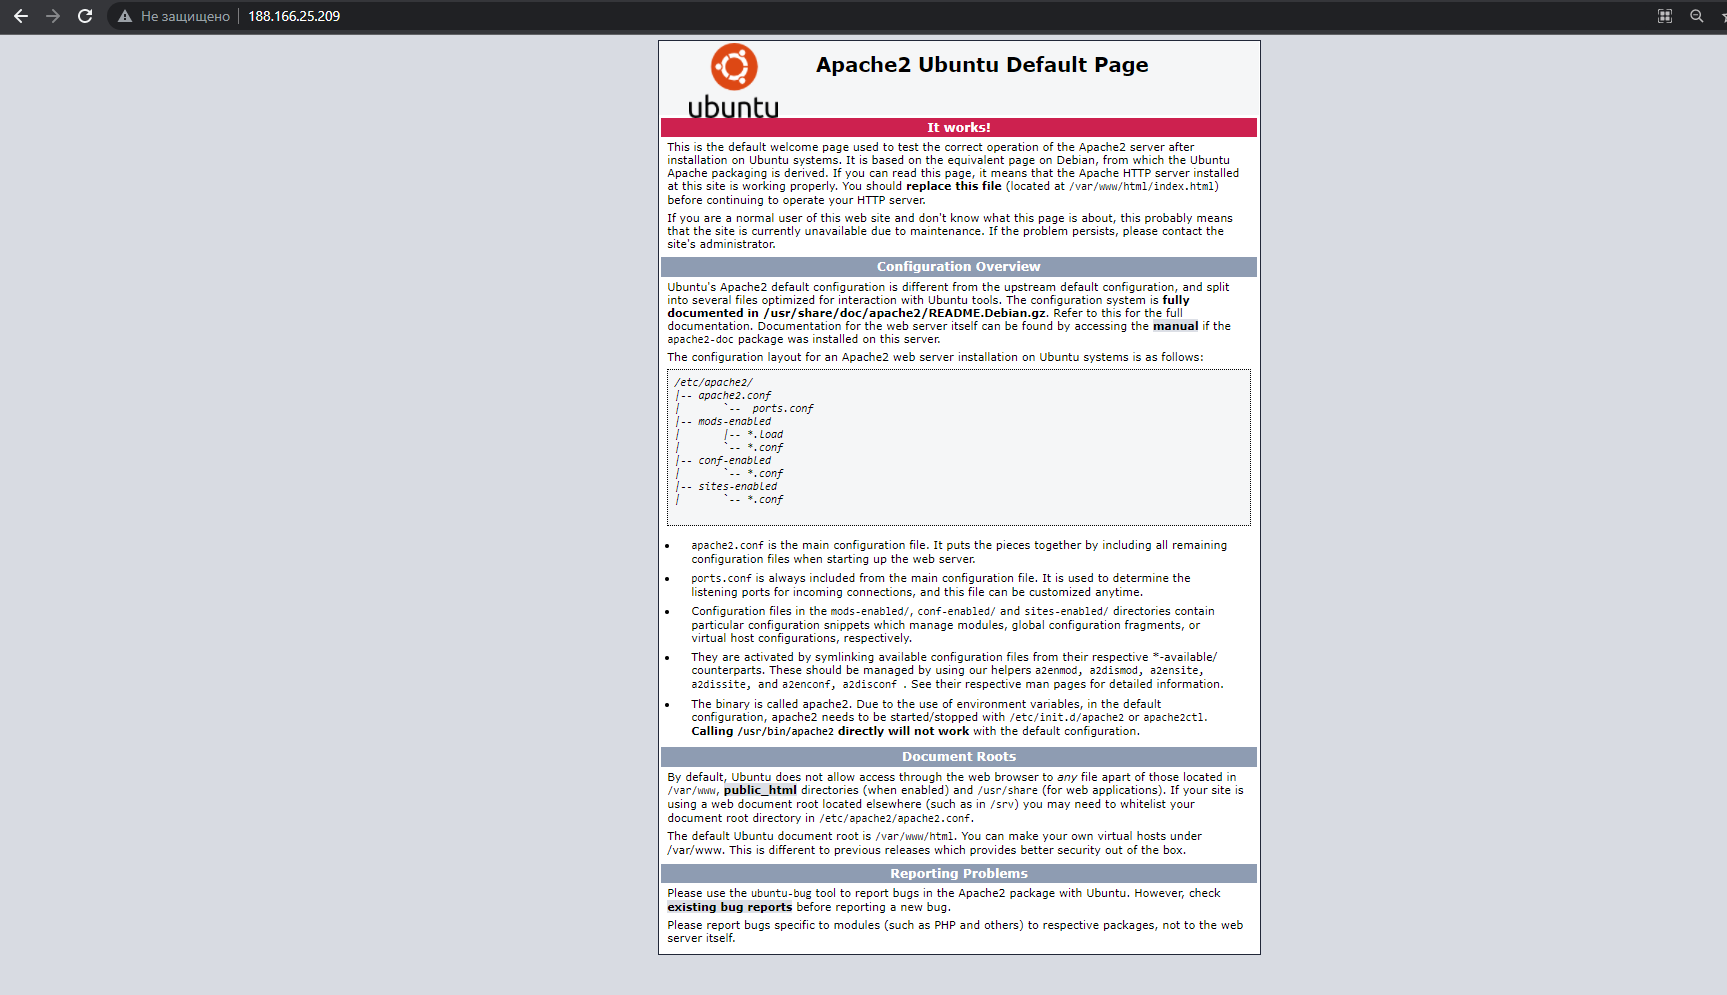 Не защищено 188.166.25.209
ubuntu
Apache2 Ubuntu Default Page
It works!
This is the default welcome page used to test the correct operation of the Apache2 server after
installation on Ubuntu systems. It is based on the equivalent page on Debian, from which the Ubuntu
Apache packaging is derived. If you can read this page, it means that the Apache HTTP server installed
at this site is working properly. You should replace this file (located at /var/www/html/index.html)
before continuing to operate your HTTP server.
If you are a normal user of this web site and don't know what this page is about, this probably means
that the site is currently unavailable due to maintenance. If the problem persists, please contact the
site's administrator.
Configuration Overview
Ubuntu's Apache2 default configuration is different from the upstream default configuration, and split
into several files optimized for interaction with Ubuntu tools. The configuration system is fully
documented in /usr/share/doc/apache2/README.Debian.gz. Refer to this for the full
documentation. Documentation for the web server itself can be found by accessing the manual if the
apache2-doc package was installed on this server.
The configuration layout for an Apache2 web server installation on Ubuntu systems is as follows:
/etc/apache2/
|-- apache2.conf
|       `--  ports.conf
|-- mods-enabled
|       |-- *.load
|       `-- *.conf
|-- conf-enabled
|       `-- *.conf
|-- sites-enabled
|       `-- *.conf
• apache2.conf is the main configuration file. It puts the pieces together by including all remaining
configuration files when starting up the web server.
• ports.conf is always included from the main configuration file. It is used to determine the
listening ports for incoming connections, and this file can be customized anytime.
• Configuration files in the mods-enabled/, conf-enabled/ and sites-enabled/ directories contain
particular configuration snippets which manage modules, global configuration fragments, or
virtual host configurations, respectively.
• They are activated by symlinking available configuration files from their respective *-available/
counterparts. These should be managed by using our helpers a2enmod, a2dismod, a2ensite,
a2dissite, and a2enconf, a2disconf . See their respective man pages for detailed information.
• The binary is called apache2. Due to the use of environment variables, in the default
configuration, apache2 needs to be started/stopped with /etc/init.d/apache2 or apache2ctl.
Calling /usr/bin/apache2 directly will not work with the default configuration.
Document Roots
By default, Ubuntu does not allow access through the web browser to any file apart of those located in
/var/www, public_html directories (when enabled) and /usr/share (for web applications). If your site is
using a web document root located elsewhere (such as in /srv) you may need to whitelist your
document root directory in /etc/apache2/apache2.conf.
The default Ubuntu document root is /var/www/html. You can make your own virtual hosts under
/var/www. This is different to previous releases which provides better security out of the box.
Reporting Problems
Please use the ubuntu-bug tool to report bugs in the Apache2 package with Ubuntu. However, check
existing bug reports before reporting a new bug.
Please report bugs specific to modules (such as PHP and others) to respective packages, not to the web
server itself.